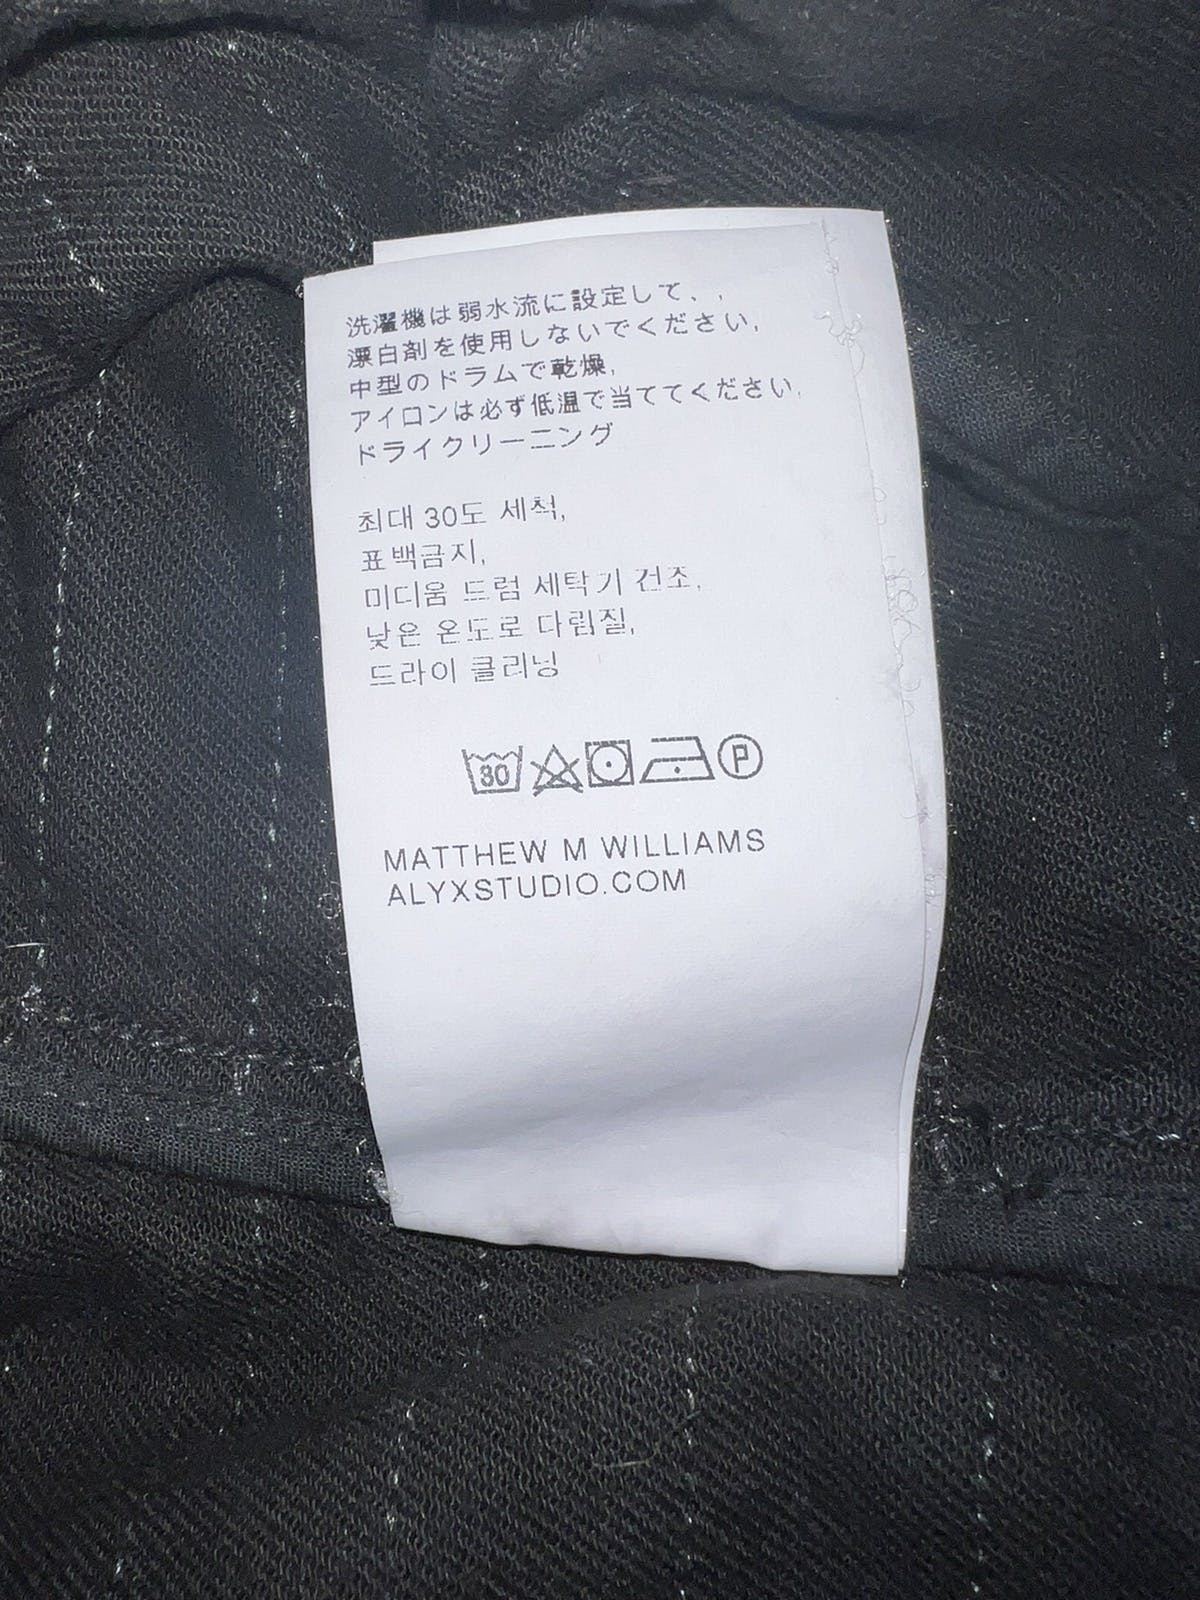 洗濯機は弱水流に設定して、,
漂白剤を使用しないでください,
中型のドラムで乾燥,
アイロンは必ず低温で当ててください,
ドライクリーニング
최대 30도 세척,
표백금지,
미디움 드럼 세탁기 건조,
낮은 온도로 다림질,
드라이 클리닝
30 P
MATTHEW M WILLIAMS
ALYXSTUDIO.COM